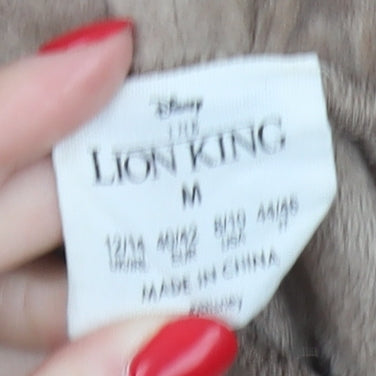 Disney
THE
LION KING
M
12/14 40/42 8/10 44/46
UK/IRE EUR USA IT
MADE IN CHINA
©Disney